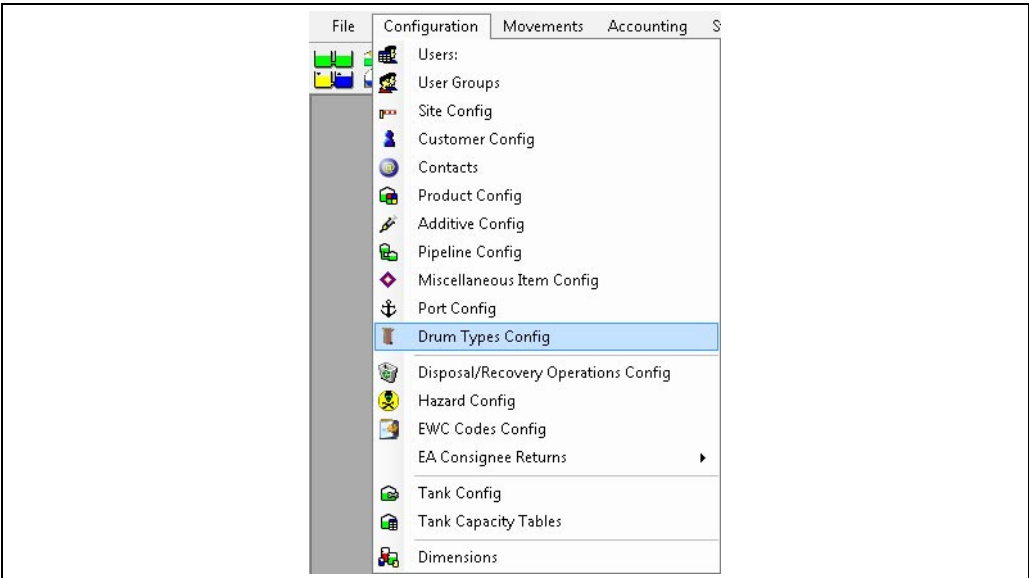 File Configuration Movements Accounting S
Users:
User Groups
Site Config
Customer Config
Contacts
Product Config
Additive Config
Pipeline Config
Miscellaneous Item Config
Port Config
Drum Types Config
Disposal/Recovery Operations Config
Hazard Config
EWC Codes Config
EA Consignee Returns
Tank Config
Tank Capacity Tables
Dimensions